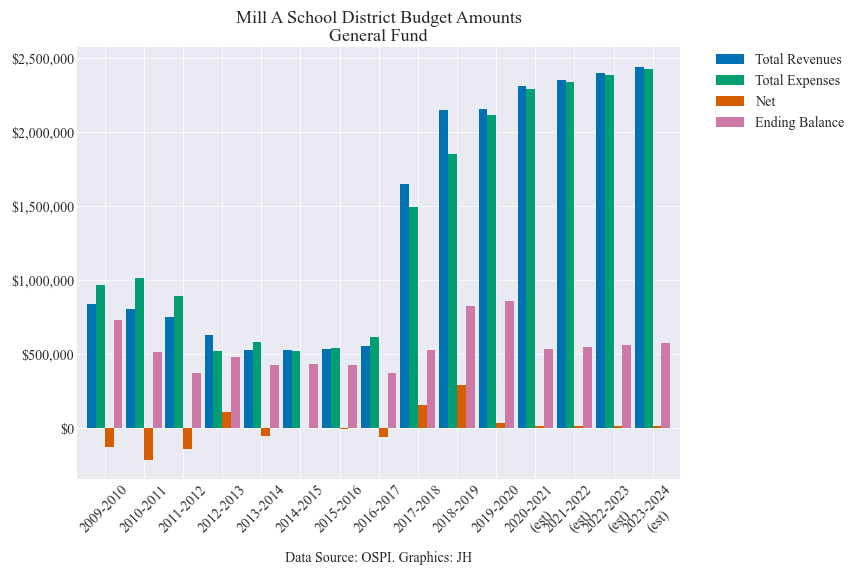 Mill A School District Budget Amounts
General Fund
Total Revenues
Total Expenses
Net
Ending Balance
$2,500,000
$2,000,000
$1,500,000
$1,000,000
$500,000
$0
2009-2010
2010-2011
2011-2012
2012-2013
2013-2014
2014-2015
2015-2016
2016-2017
2017-2018
2018-2019
2019-2020
2020-2021
(est)
2021-2022
(est)
2022-2023
(est)
2023-2024
(est)
Data Source: OSPI. Graphics: JH